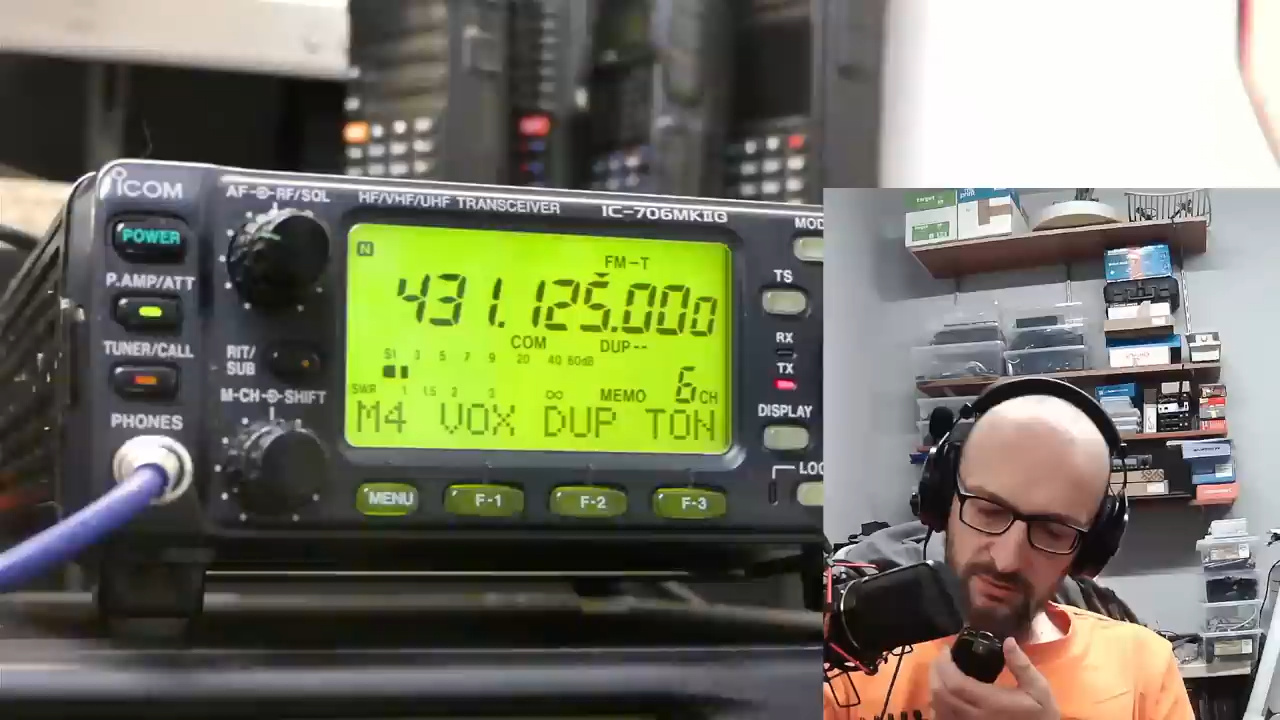 ICOM
POWER
P.AMP/ATT
TUNER/CALL
PHONES
AF RF/SQL
RIT/
SUB
M-CH SHIFT
HF/VHF/UHF TRANSCEIVER
IC-706MKIIG
N
FM-T
431.125.000
COM DUP--
S1 3 5 7 9 20 40 60dB
SWR 1 1.5 2 3 ∞ MEMO 6CH
M4 VOX DUP TON
MENU
F-1
F-2
F-3
TS
RX
TX
DISPLAY